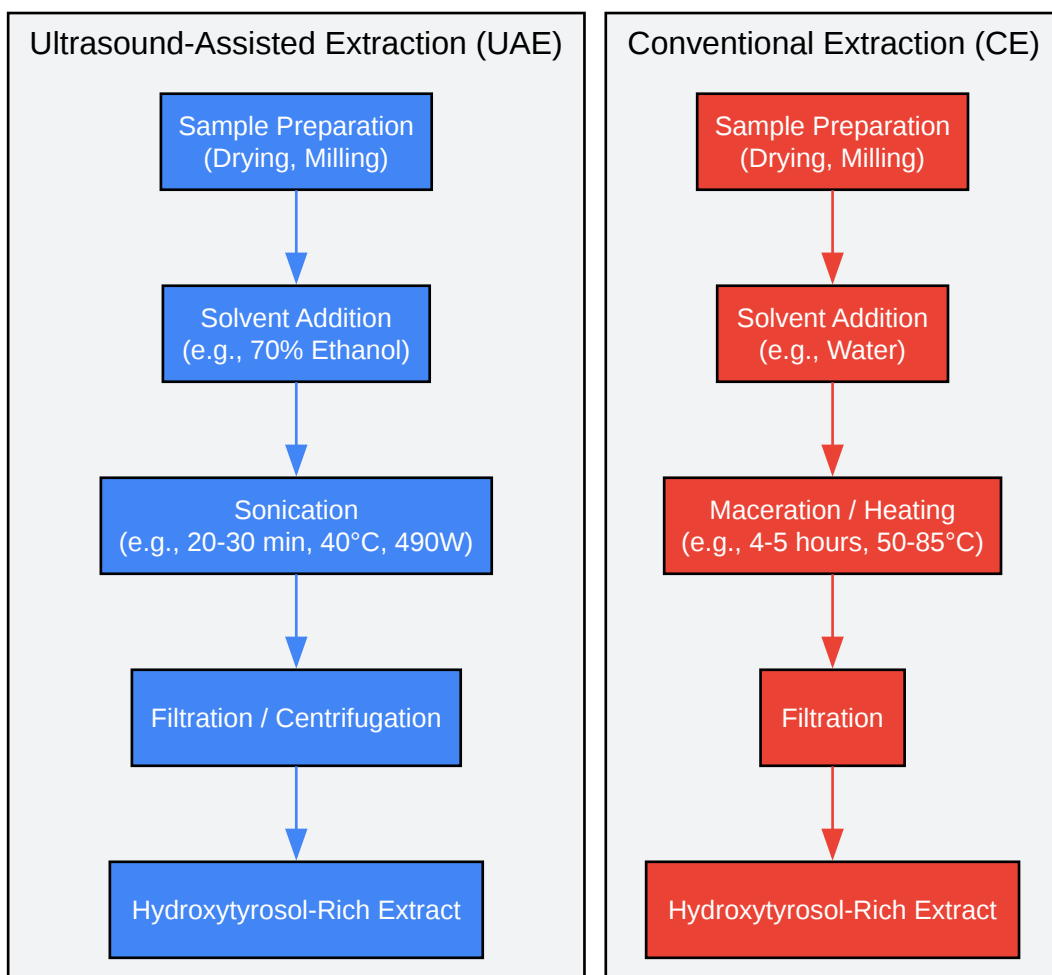 Ultrasound-Assisted Extraction (UAE)
Sample Preparation
(Drying, Milling)
Solvent Addition
(e.g., 70% Ethanol)
Sonication
(e.g., 20-30 min, 40°C, 490W)
Filtration / Centrifugation
Hydroxytyrosol-Rich Extract
Conventional Extraction (CE)
Sample Preparation
(Drying, Milling)
Solvent Addition
(e.g., Water)
Maceration / Heating
(e.g., 4-5 hours, 50-85°C)
Filtration
Hydroxytyrosol-Rich Extract